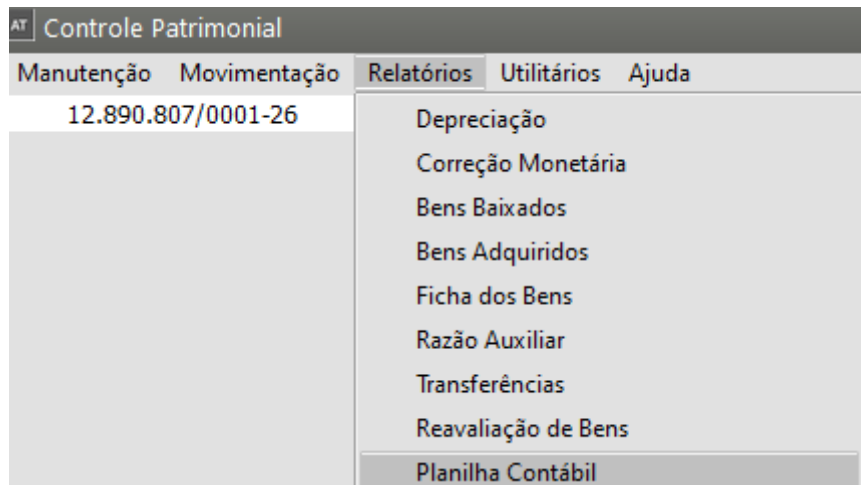 AT Controle Patrimonial
Manutenção Movimentação Relatórios Utilitários Ajuda
12.890.807/0001-26
Depreciação
Correção Monetária
Bens Baixados
Bens Adquiridos
Ficha dos Bens
Razão Auxiliar
Transferências
Reavaliação de Bens
Planilha Contábil